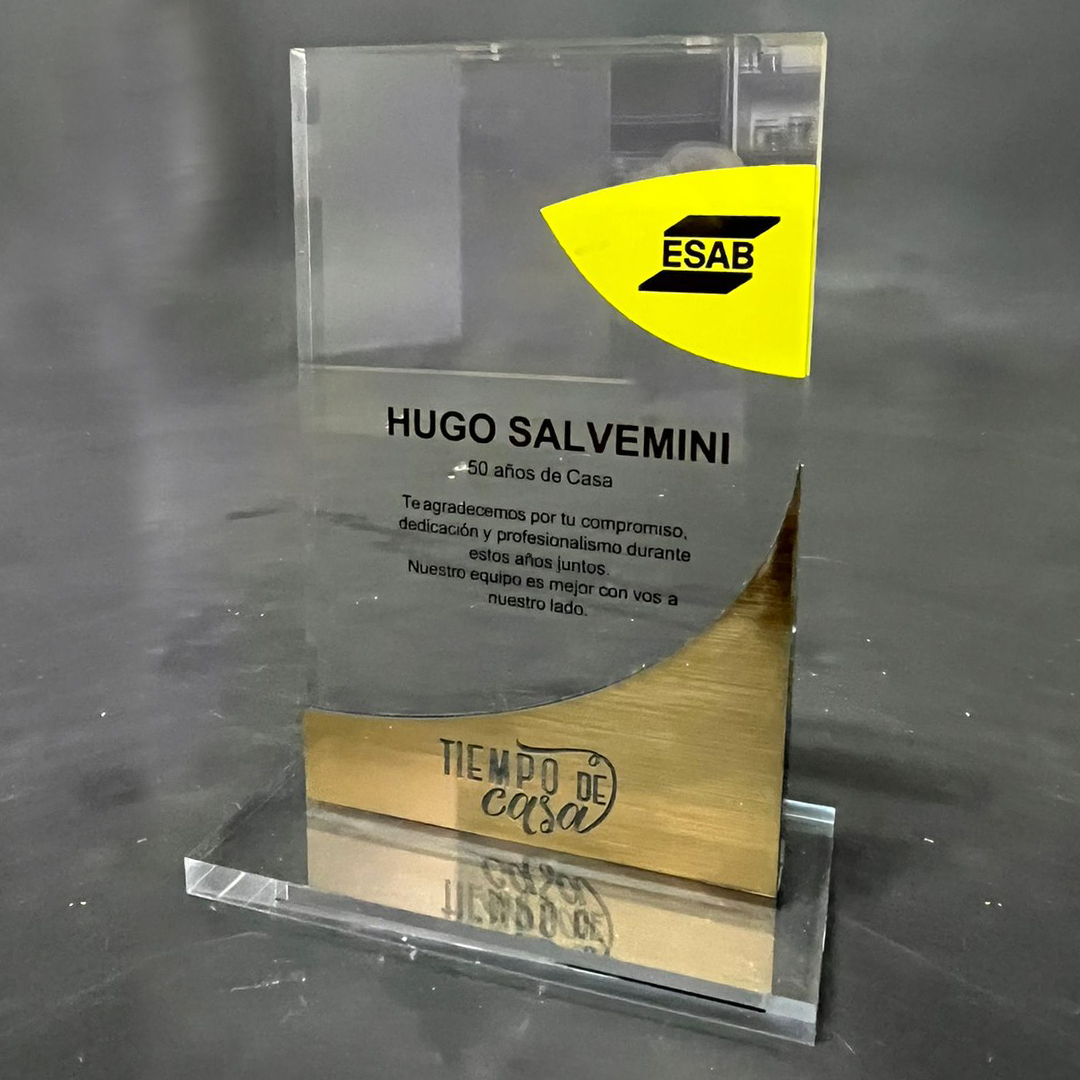 ESAB
HUGO SALVEMINI
50 años de Casa
Te agradecemos por tu compromiso,
dedicación y profesionalismo durante
estos años juntos.
Nuestro equipo es mejor con vos a
nuestro lado.
TIEMPO DE
casa